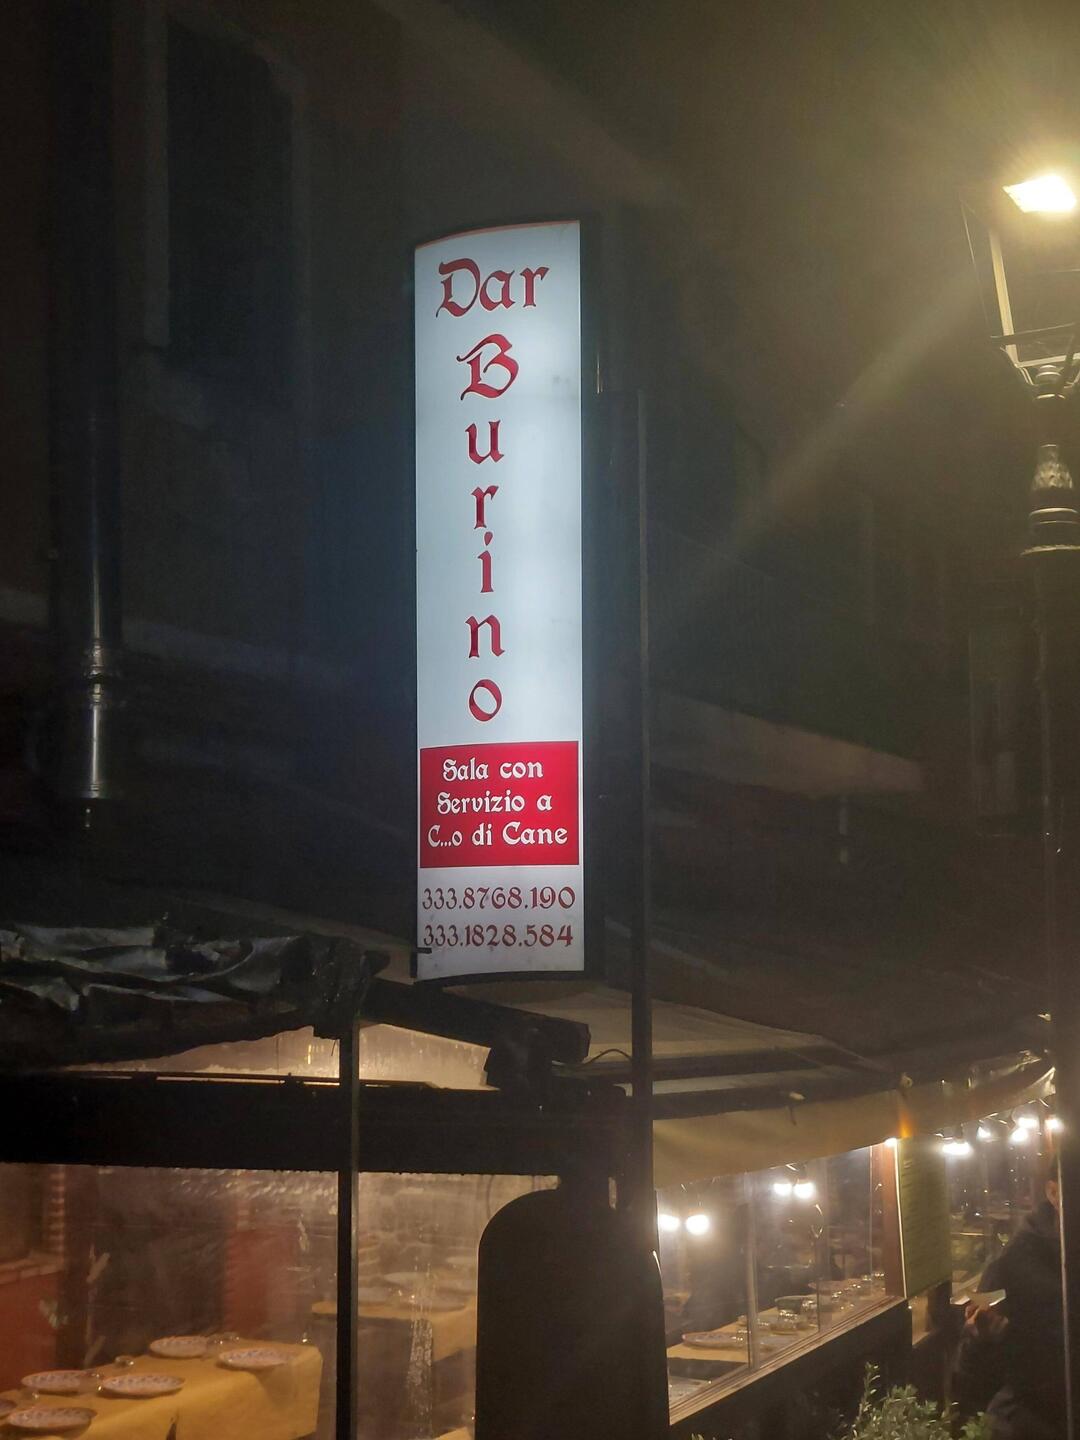 Dar
Burino
Sala con
Servizio a
C...o di Cane
333.8768.190
333.1828.584